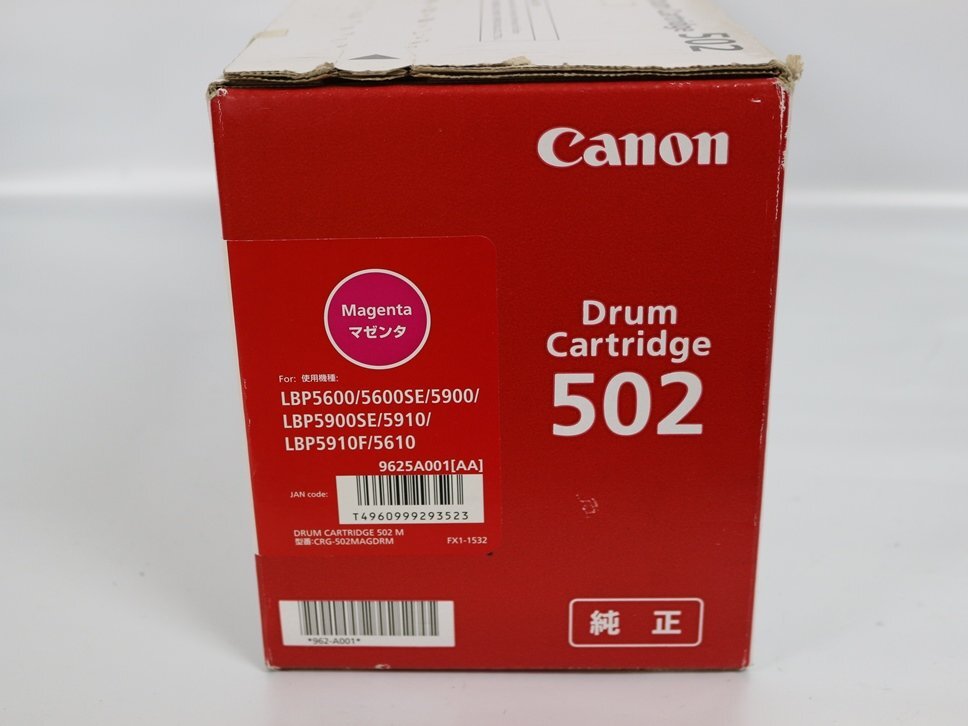 Cartridge 502
Canon
Drum
Cartridge
502
Magenta
マゼンタ
For: 使用機種:
LBP5600/5600SE/5900/
LBP5900SE/5910/
LBP5910F/5610
9625A001[AA]
JAN code:
T4960999293523
DRUM CARTRIDGE 502 M
型番:CRG-502MAGDRM
FX1-1532
*962-A001*
純正